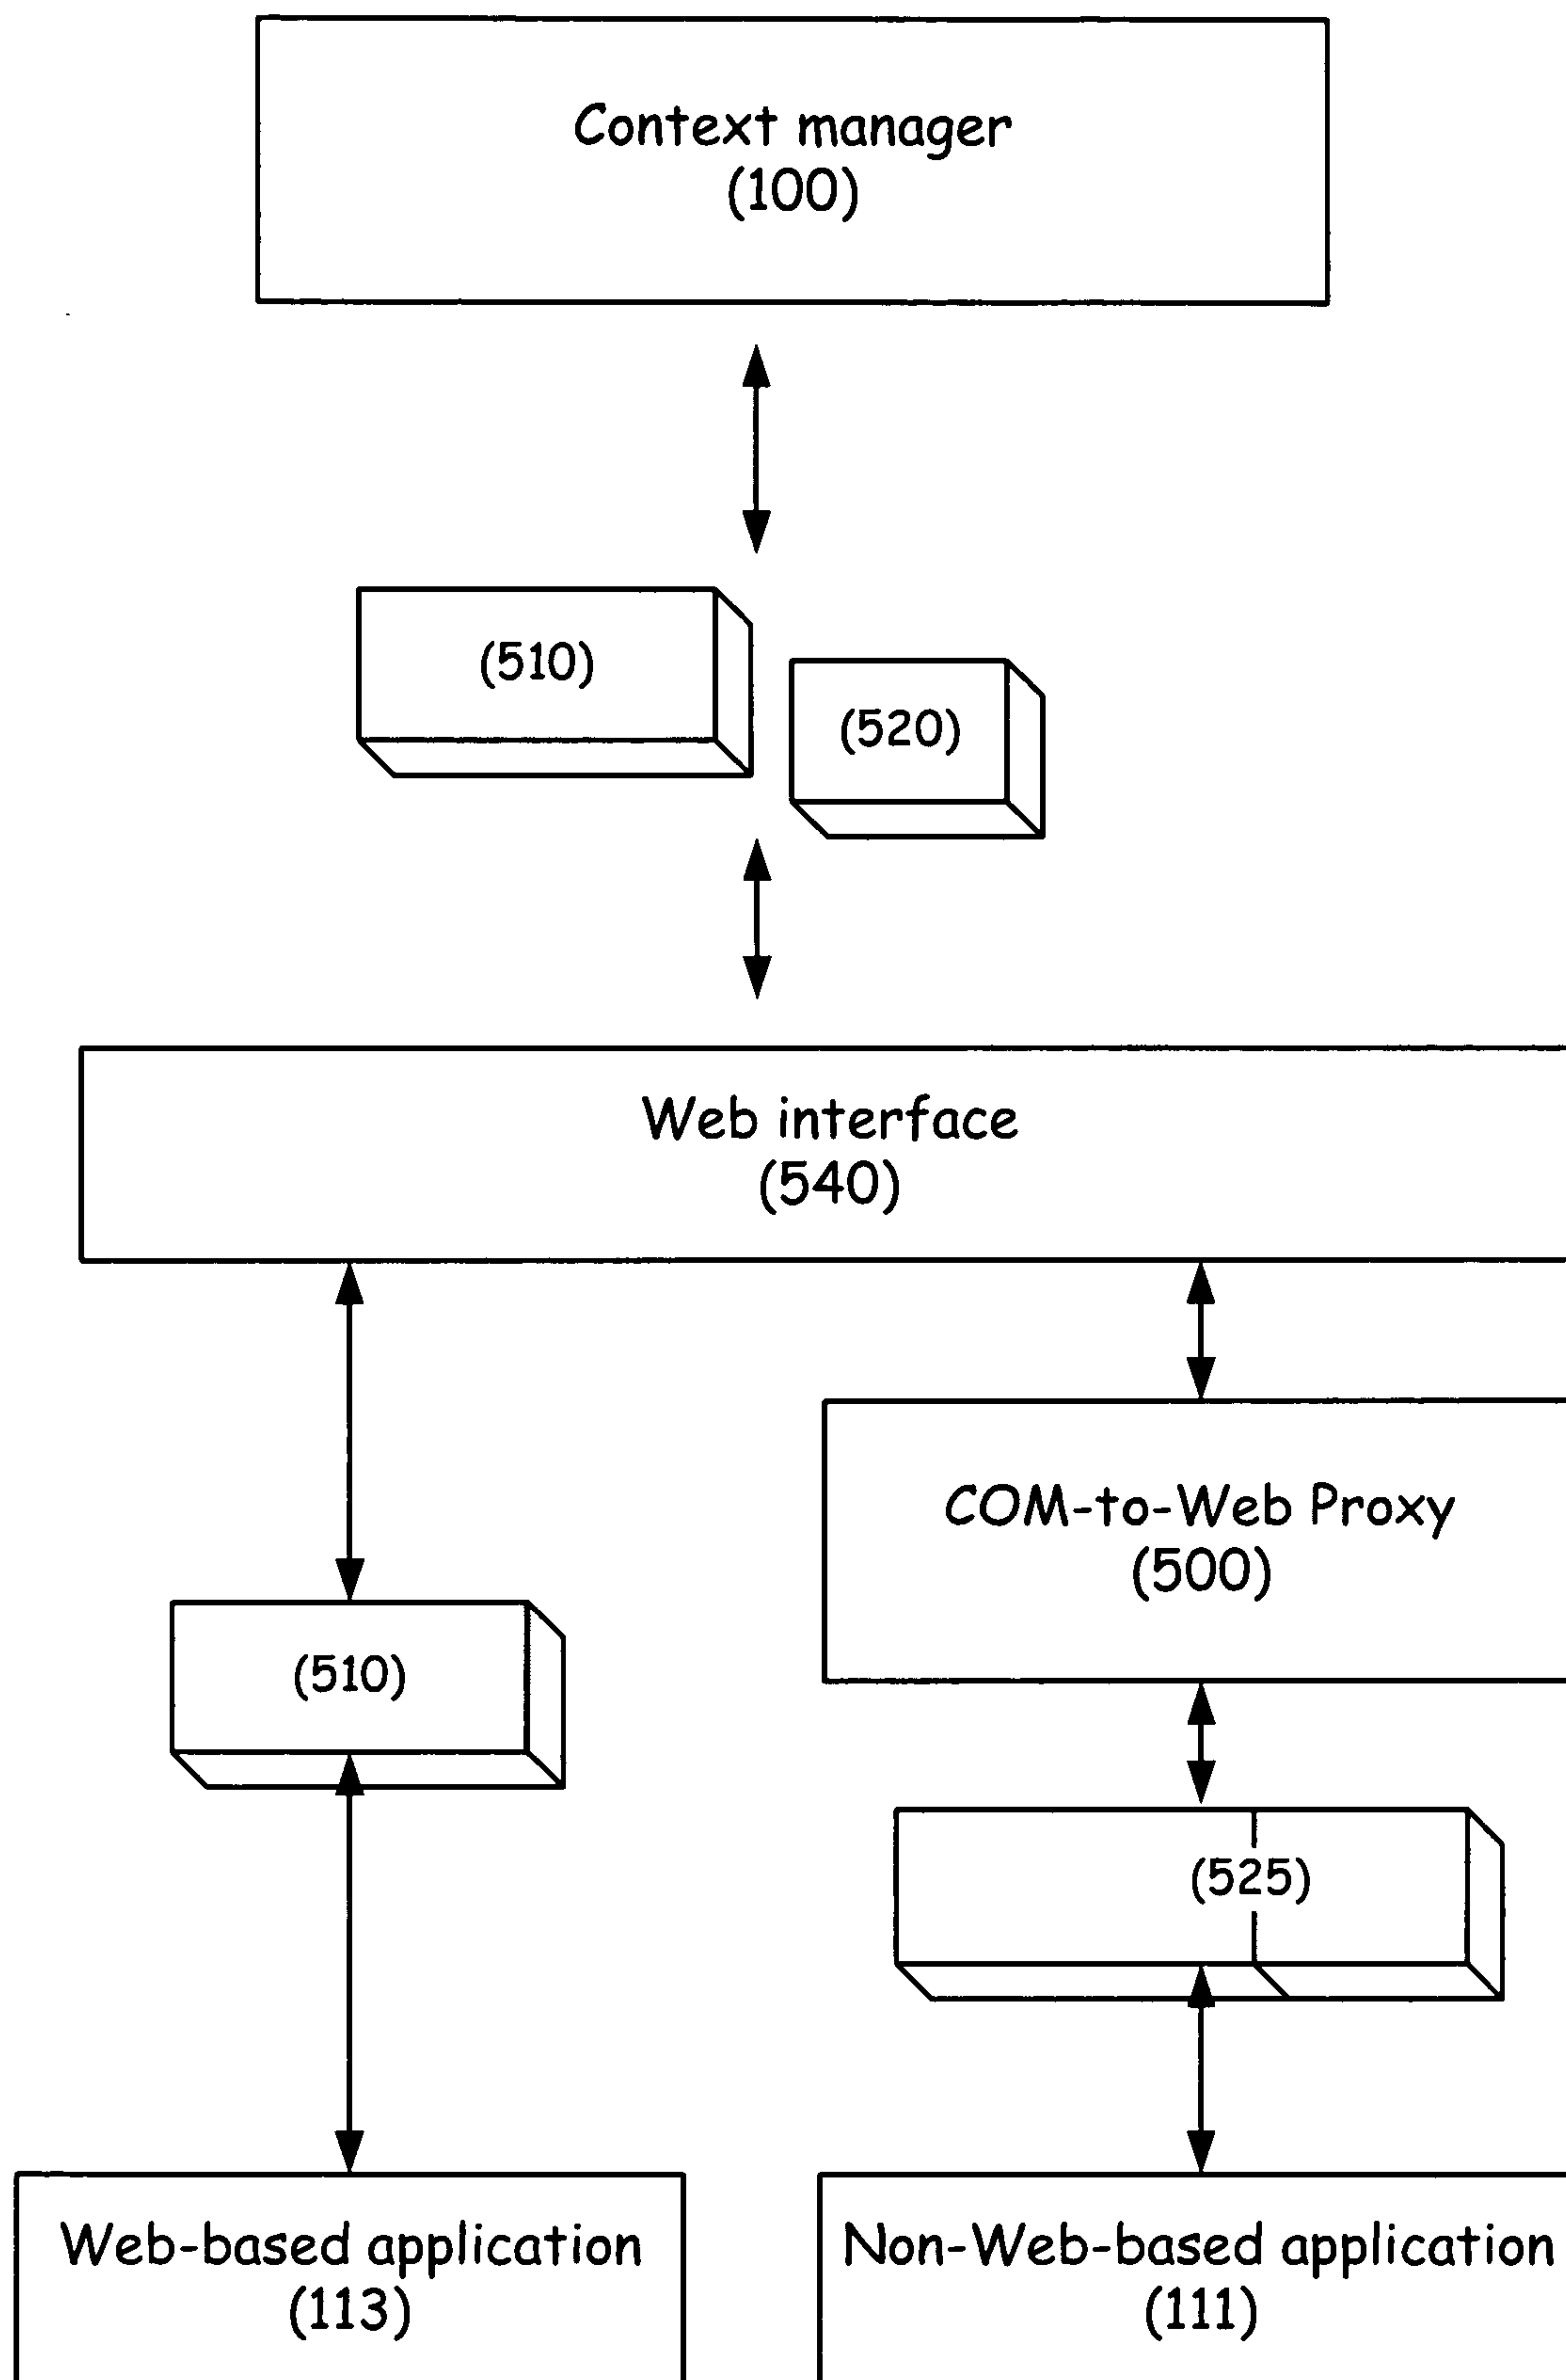 Context manager
(100)
(510)
(520)
Web interface
(540)
COM-to-Web Proxy
(500)
(510)
(525)
Web-based application
(113)
Non-Web-based application
(111)